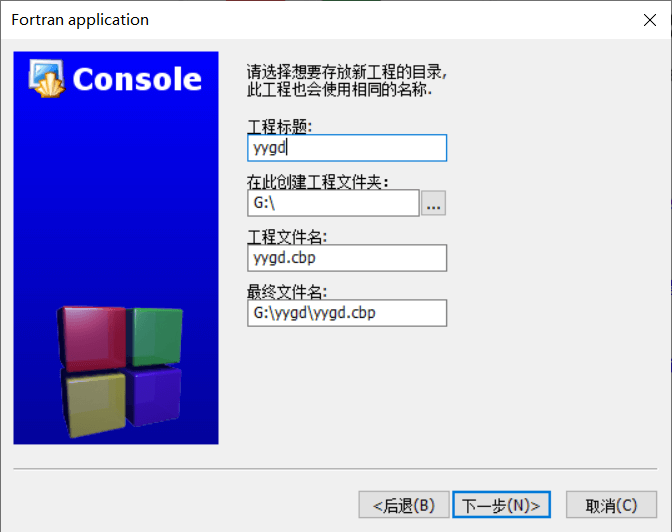 Fortran application
Console
请选择想要存放新工程的目录,
此工程也会使用相同的名称.
工程标题:
yygd
在此创建工程文件夹:
G:\
...
工程文件名:
yygd.cbp
最终文件名:
G:\yygd\yygd.cbp
<后退(B)
下一步(N)>
取消(C)